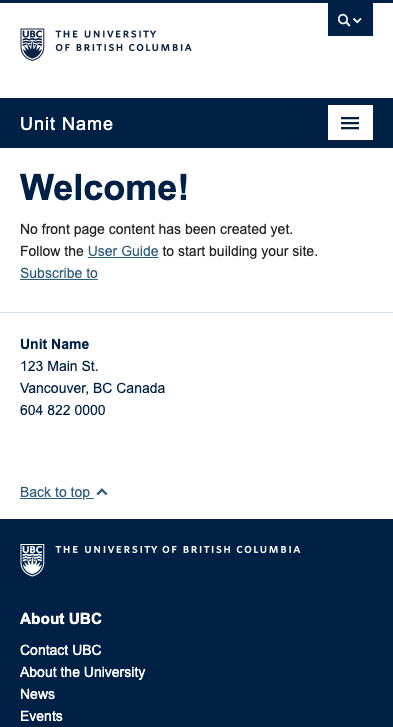 UBC
THE UNIVERSITY
OF BRITISH COLUMBIA
Unit Name
Welcome!
No front page content has been created yet.
Follow the User Guide to start building your site.
Subscribe to
Unit Name
123 Main St.
Vancouver, BC Canada
604 822 0000
Back to top
UBC
THE UNIVERSITY OF BRITISH COLUMBIA
About UBC
Contact UBC
About the University
News
Events